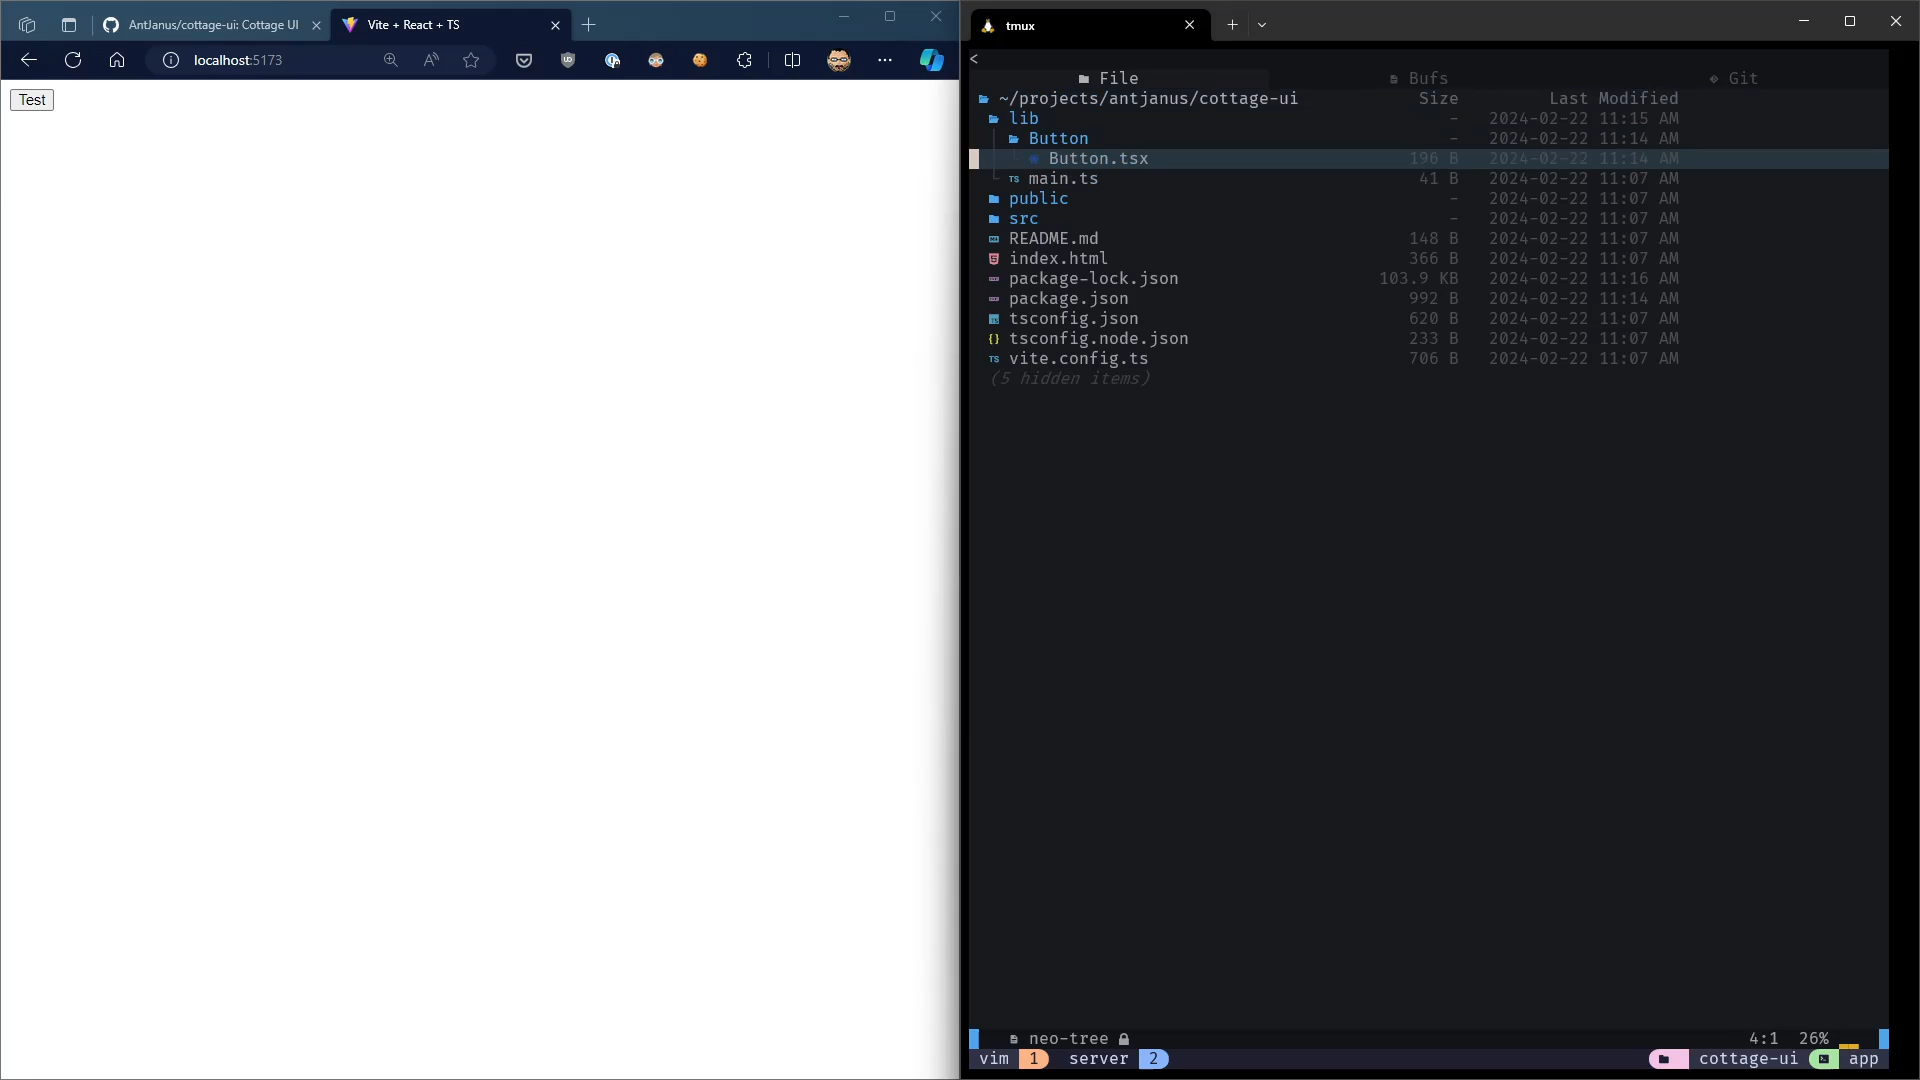 AntJanus/cottage-ui: Cottage UI
Vite + React + TS
localhost:5173
Test
tmux
<
File Bufs Git
~/projects/antjanus/cottage-ui Size Last Modified
lib - 2024-02-22 11:15 AM
Button - 2024-02-22 11:14 AM
Button.tsx 196 B 2024-02-22 11:14 AM
TS main.ts 41 B 2024-02-22 11:07 AM
public - 2024-02-22 11:07 AM
src - 2024-02-22 11:07 AM
README.md 148 B 2024-02-22 11:07 AM
index.html 366 B 2024-02-22 11:07 AM
package-lock.json 103.9 KB 2024-02-22 11:16 AM
package.json 992 B 2024-02-22 11:14 AM
tsconfig.json 620 B 2024-02-22 11:07 AM
{} tsconfig.node.json 233 B 2024-02-22 11:07 AM
TS vite.config.ts 706 B 2024-02-22 11:07 AM
(5 hidden items)
neo-tree 4:1 26%
vim 1 server 2 cottage-ui app